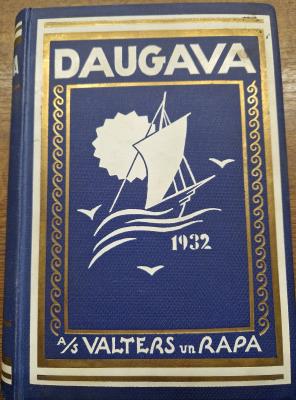 DAUGAVA
1932
A/S VALTERS un RAPA